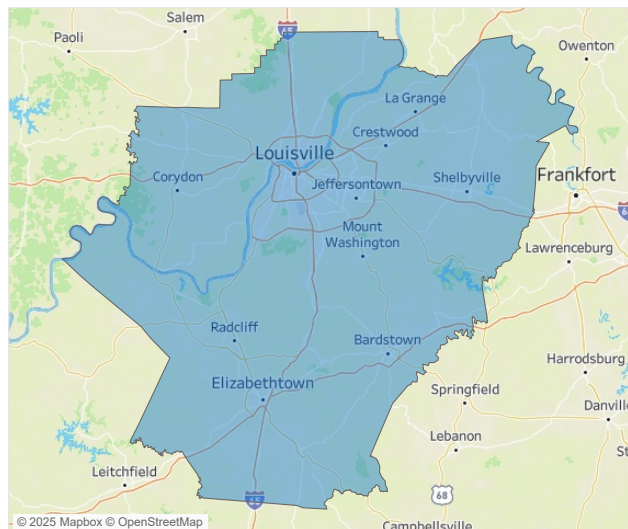 Salem
Paoli
65
Owenton
La Grange
Crestwood
Louisville
Corydon
Jeffersontown
Shelbyville
Frankfort
Mount
Washington
Lawrenceburg
Radcliff
Bardstown
Harrodsburg
Elizabethtown
Springfield
Danville
Lebanon
St
Leitchfield
65
68
Campbellsville
© 2025 Mapbox © OpenStreetMap